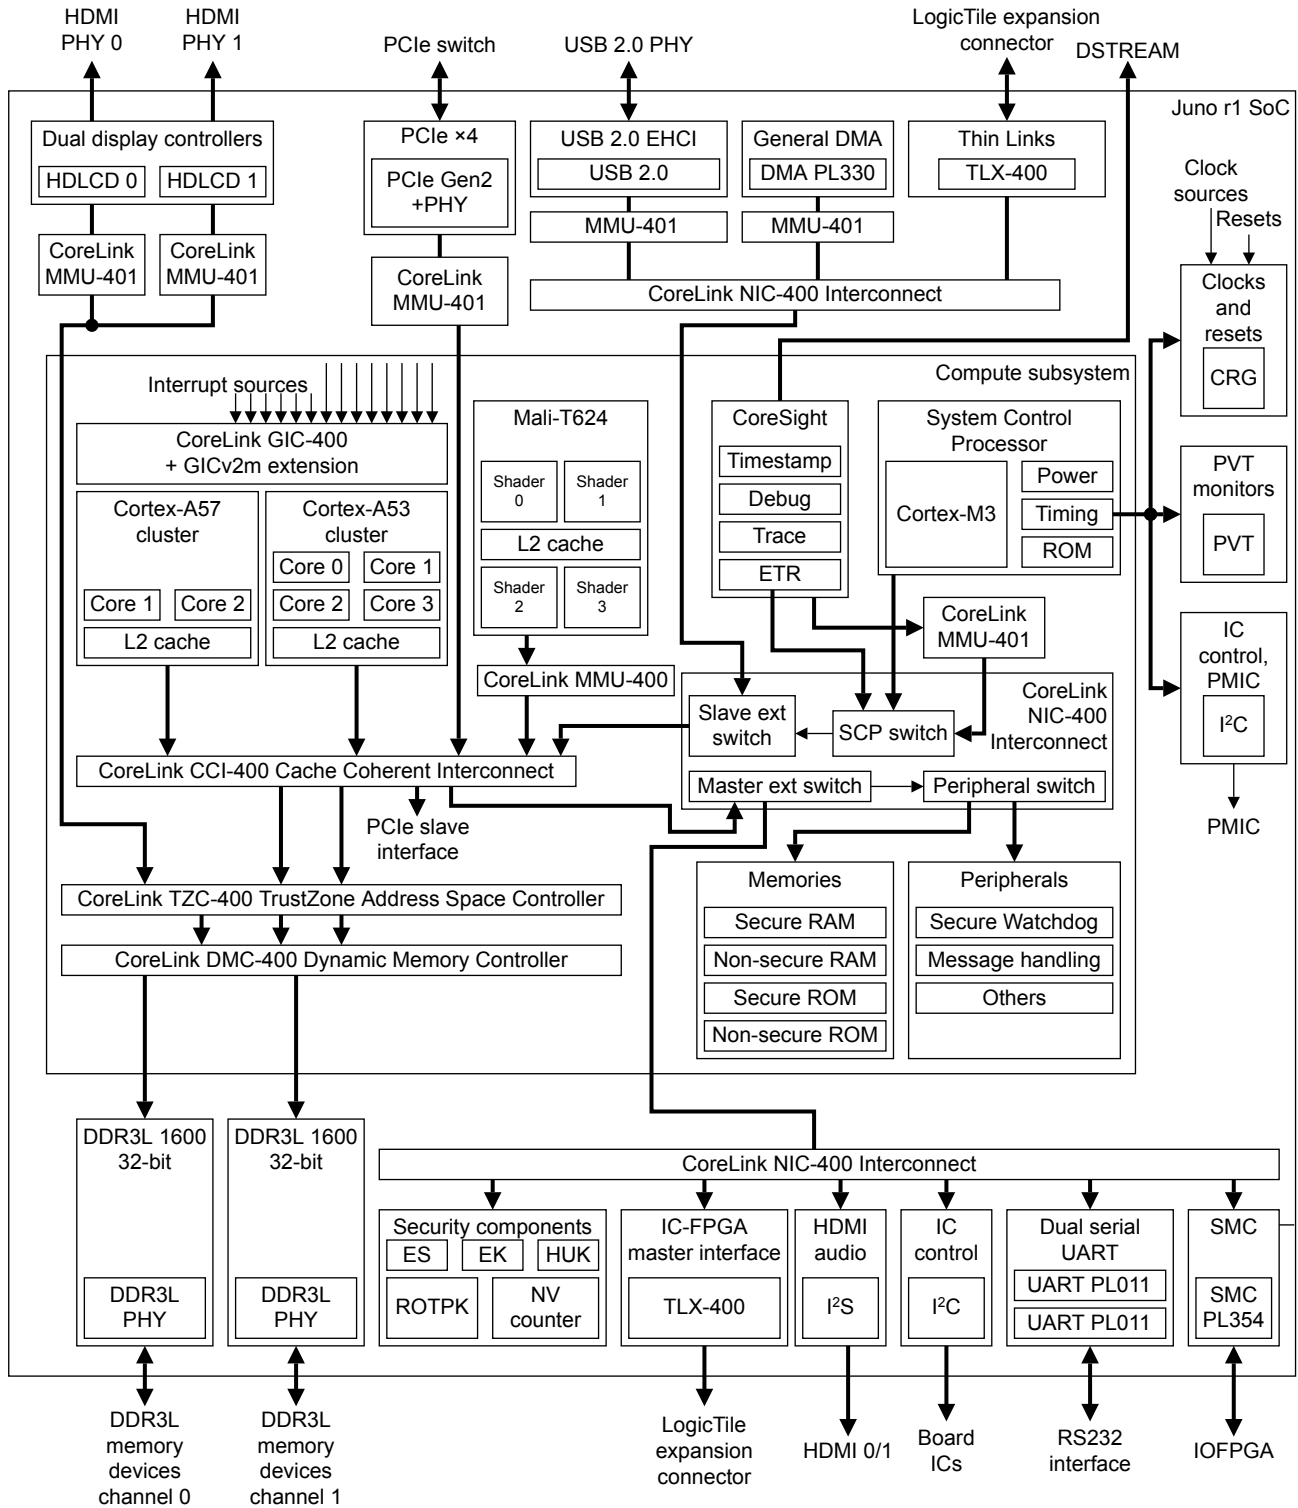 HDMI
PHY 0
HDMI
PHY 1
PCIe switch
USB 2.0 PHY
LogicTile expansion
connector
DSTREAM
Juno r1 SoC
Dual display controllers
HDLCD 0
HDLCD 1
PCIe ×4
PCIe Gen2
+PHY
USB 2.0 EHCI
USB 2.0
General DMA
DMA PL330
Thin Links
TLX-400
Clock
sources
Resets
CoreLink
MMU-401
CoreLink
MMU-401
CoreLink
MMU-401
MMU-401
MMU-401
CoreLink NIC-400 Interconnect
Clocks
and
resets
CRG
Compute subsystem
Interrupt sources
CoreLink GIC-400
+ GICv2m extension
Mali-T624
Shader
0
Shader
1
L2 cache
Shader
2
Shader
3
CoreSight
Timestamp
Debug
Trace
ETR
System Control
Processor
Cortex-M3
Power
Timing
ROM
PVT
monitors
PVT
Cortex-A57
cluster
Core 1
Core 2
L2 cache
Cortex-A53
cluster
Core 0
Core 1
Core 2
Core 3
L2 cache
CoreLink
MMU-401
IC
control,
PMIC
I²C
PMIC
CoreLink MMU-400
CoreLink
NIC-400
Interconnect
Slave ext
switch
SCP switch
Master ext switch
Peripheral switch
CoreLink CCI-400 Cache Coherent Interconnect
PCIe slave
interface
CoreLink TZC-400 TrustZone Address Space Controller
CoreLink DMC-400 Dynamic Memory Controller
Memories
Secure RAM
Non-secure RAM
Secure ROM
Non-secure ROM
Peripherals
Secure Watchdog
Message handling
Others
DDR3L 1600
32-bit
DDR3L
PHY
DDR3L 1600
32-bit
DDR3L
PHY
CoreLink NIC-400 Interconnect
Security components
ES
EK
HUK
ROTPK
NV
counter
IC-FPGA
master interface
TLX-400
HDMI
audio
I²S
IC
control
I²C
Dual serial
UART
UART PL011
UART PL011
SMC
SMC
PL354
DDR3L
memory
devices
channel 0
DDR3L
memory
devices
channel 1
LogicTile
expansion
connector
HDMI 0/1
Board
ICs
RS232
interface
IOFPGA